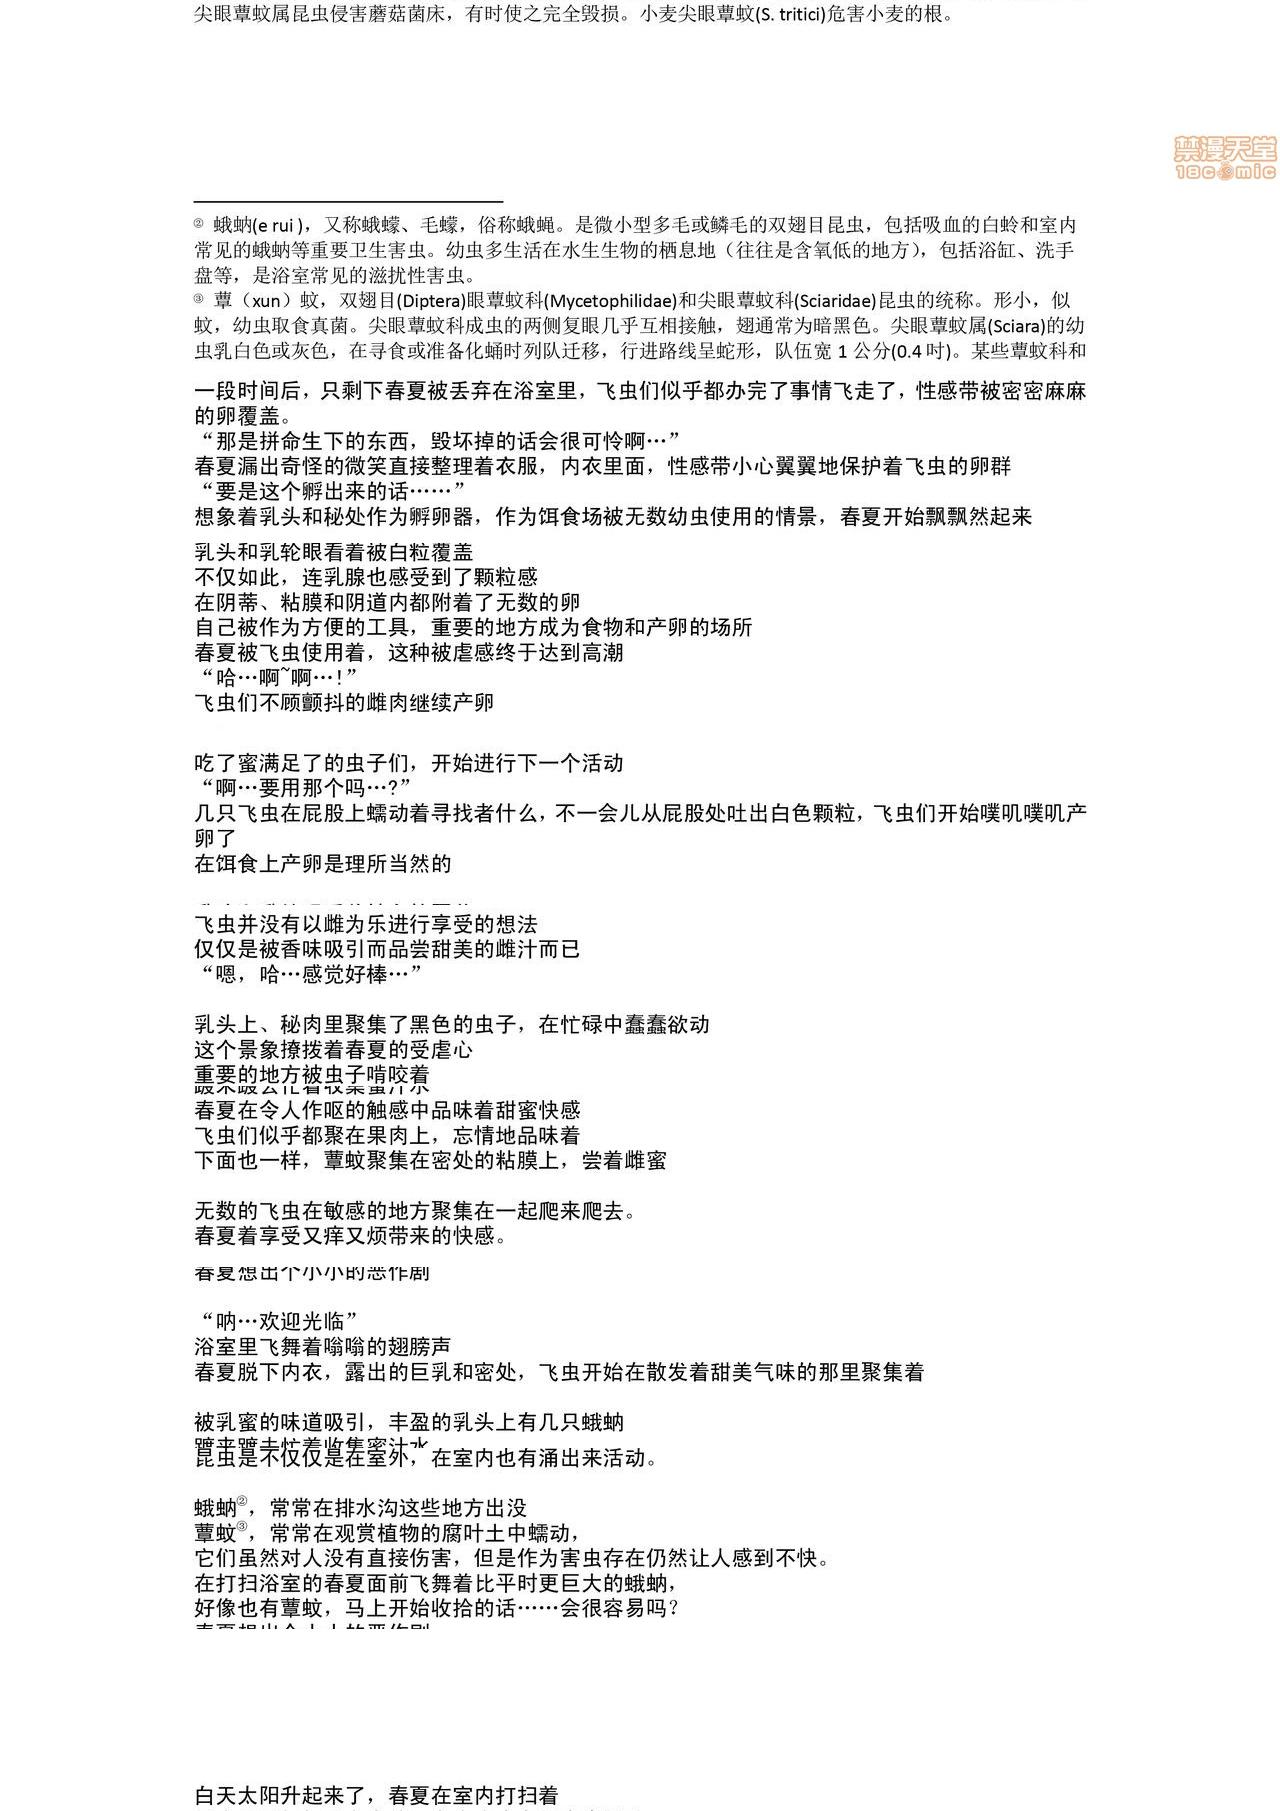 尖眼蕈蚊属昆虫侵害蘑菇菌床，有时使之完全毁损。小麦尖眼蕈蚊(S. tritici)危害小麦的根。
禁漫天堂
18comic
② 蛾蚋(e rui )，又称蛾蠓、毛蠓，俗称蛾蝇。是微小型多毛或鳞毛的双翅目昆虫，包括吸血的白蛉和室内
常见的蛾蚋等重要卫生害虫。幼虫多生活在水生生物的栖息地（往往是含氧低的地方），包括浴缸、洗手
盘等，是浴室常见的滋扰性害虫。
③ 蕈（xun）蚊，双翅目(Diptera)眼蕈蚊科(Mycetophilidae)和尖眼蕈蚊科(Sciaridae)昆虫的统称。形小，似
蚊，幼虫取食真菌。尖眼蕈蚊科成虫的两侧复眼几乎互相接触，翅通常为暗黑色。尖眼蕈蚊属(Sciara)的幼
虫乳白色或灰色，在寻食或准备化蛹时列队迁移，行进路线呈蛇形，队伍宽 1 公分(0.4 吋)。某些蕈蚊科和
一段时间后，只剩下春夏被丢弃在浴室里，飞虫们似乎都办完了事情飞走了，性感带被密密麻麻
的卵覆盖。
“那是拼命生下的东西，毁坏掉的话会很可怜啊…”
春夏漏出奇怪的微笑直接整理着衣服，内衣里面，性感带小心翼翼地保护着飞虫的卵群
“要是这个孵出来的话……”
想象着乳头和秘处作为孵卵器，作为饵食场被无数幼虫使用的情景，春夏开始飘飘然起来
乳头和乳轮眼看着被白粒覆盖
不仅如此，连乳腺也感受到了颗粒感
在阴蒂、粘膜和阴道内都附着了无数的卵
自己被作为方便的工具，重要的地方成为食物和产卵的场所
春夏被飞虫使用着，这种被虐感终于达到高潮
“哈…啊~啊…!”
飞虫们不顾颤抖的雌肉继续产卵
吃了蜜满足了的虫子们，开始进行下一个活动
“啊…要用那个吗…?”
几只飞虫在屁股上蠕动着寻找者什么，不一会儿从屁股处吐出白色颗粒，飞虫们开始噗叽噗叽产
卵了
在饵食上产卵是理所当然的
飞虫并没有以雌为乐进行享受的想法
仅仅是被香味吸引而品尝甜美的雌汁而已
“嗯，哈…感觉好棒…”
乳头上、秘肉里聚集了黑色的虫子，在忙碌中蠢蠢欲动
这个景象撩拨着春夏的受虐心
重要的地方被虫子啃咬着
春夏在令人作呕的触感中品味着甜蜜快感
飞虫们似乎都聚在果肉上，忘情地品味着
下面也一样，蕈蚊聚集在密处的粘膜上，尝着雌蜜
无数的飞虫在敏感的地方聚集在一起爬来爬去。
春夏着享受又痒又烦带来的快感。
春夏想出个小小的恶作剧
“呐…欢迎光临”
浴室里飞舞着嗡嗡的翅膀声
春夏脱下内衣，露出的巨乳和密处，飞虫开始在散发着甜美气味的那里聚集着
被乳蜜的味道吸引，丰盈的乳头上有几只蛾蚋
昆虫是不仅仅是在室外，在室内也有涌出来活动。
蛾蚋②，常常在排水沟这些地方出没
蕈蚊③，常常在观赏植物的腐叶土中蠕动，
它们虽然对人没有直接伤害，但是作为害虫存在仍然让人感到不快。
在打扫浴室的春夏面前飞舞着比平时更巨大的蛾蚋，
好像也有蕈蚊，马上开始收拾的话……会很容易吗？
白天太阳升起来了，春夏在室内打扫着